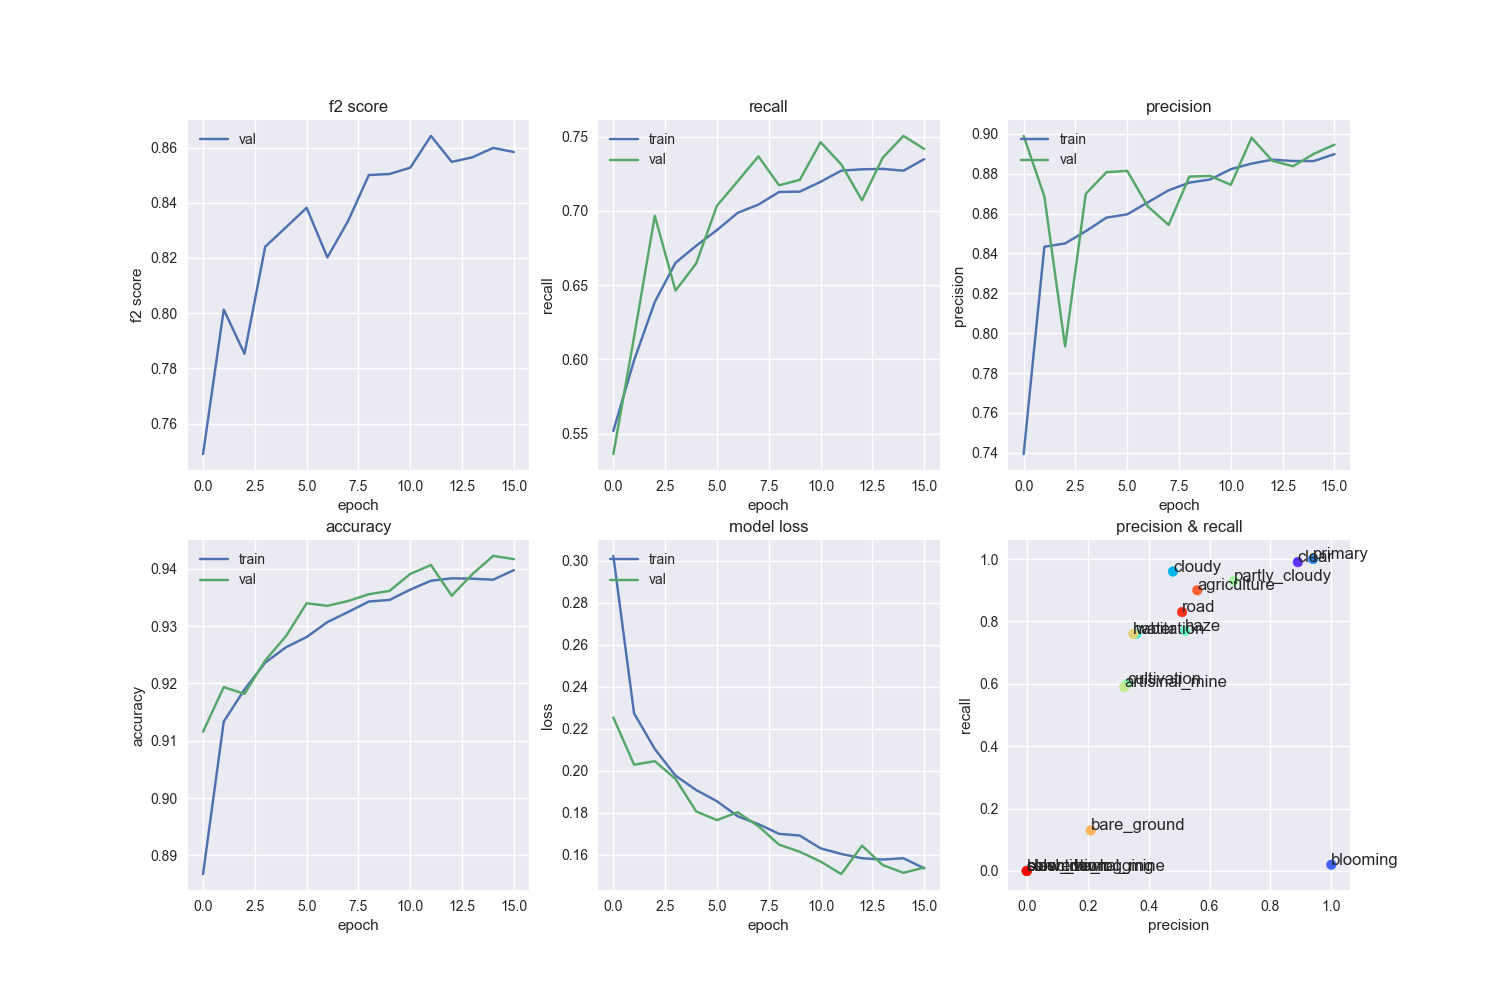 f2 score
val
0.86
0.84
0.82
0.80
0.78
0.76
f2 score
0.0 2.5 5.0 7.5 10.0 12.5 15.0
epoch
recall
train
val
0.75
0.70
0.65
0.60
0.55
recall
0.0 2.5 5.0 7.5 10.0 12.5 15.0
epoch
precision
train
val
0.90
0.88
0.86
0.84
0.82
0.80
0.78
0.76
0.74
precision
0.0 2.5 5.0 7.5 10.0 12.5 15.0
epoch
accuracy
train
val
0.94
0.93
0.92
0.91
0.90
0.89
accuracy
0.0 2.5 5.0 7.5 10.0 12.5 15.0
epoch
model loss
train
val
0.30
0.28
0.26
0.24
0.22
0.20
0.18
0.16
loss
0.0 2.5 5.0 7.5 10.0 12.5 15.0
epoch
precision & recall
1.0
0.8
0.6
0.4
0.2
0.0
recall
primary
clear
cloudy
partly_cloudy
agriculture
road
haze
habitation
water
cultivation
artisinal_mine
bare_ground
blooming
0.0 0.2 0.4 0.6 0.8 1.0
precision